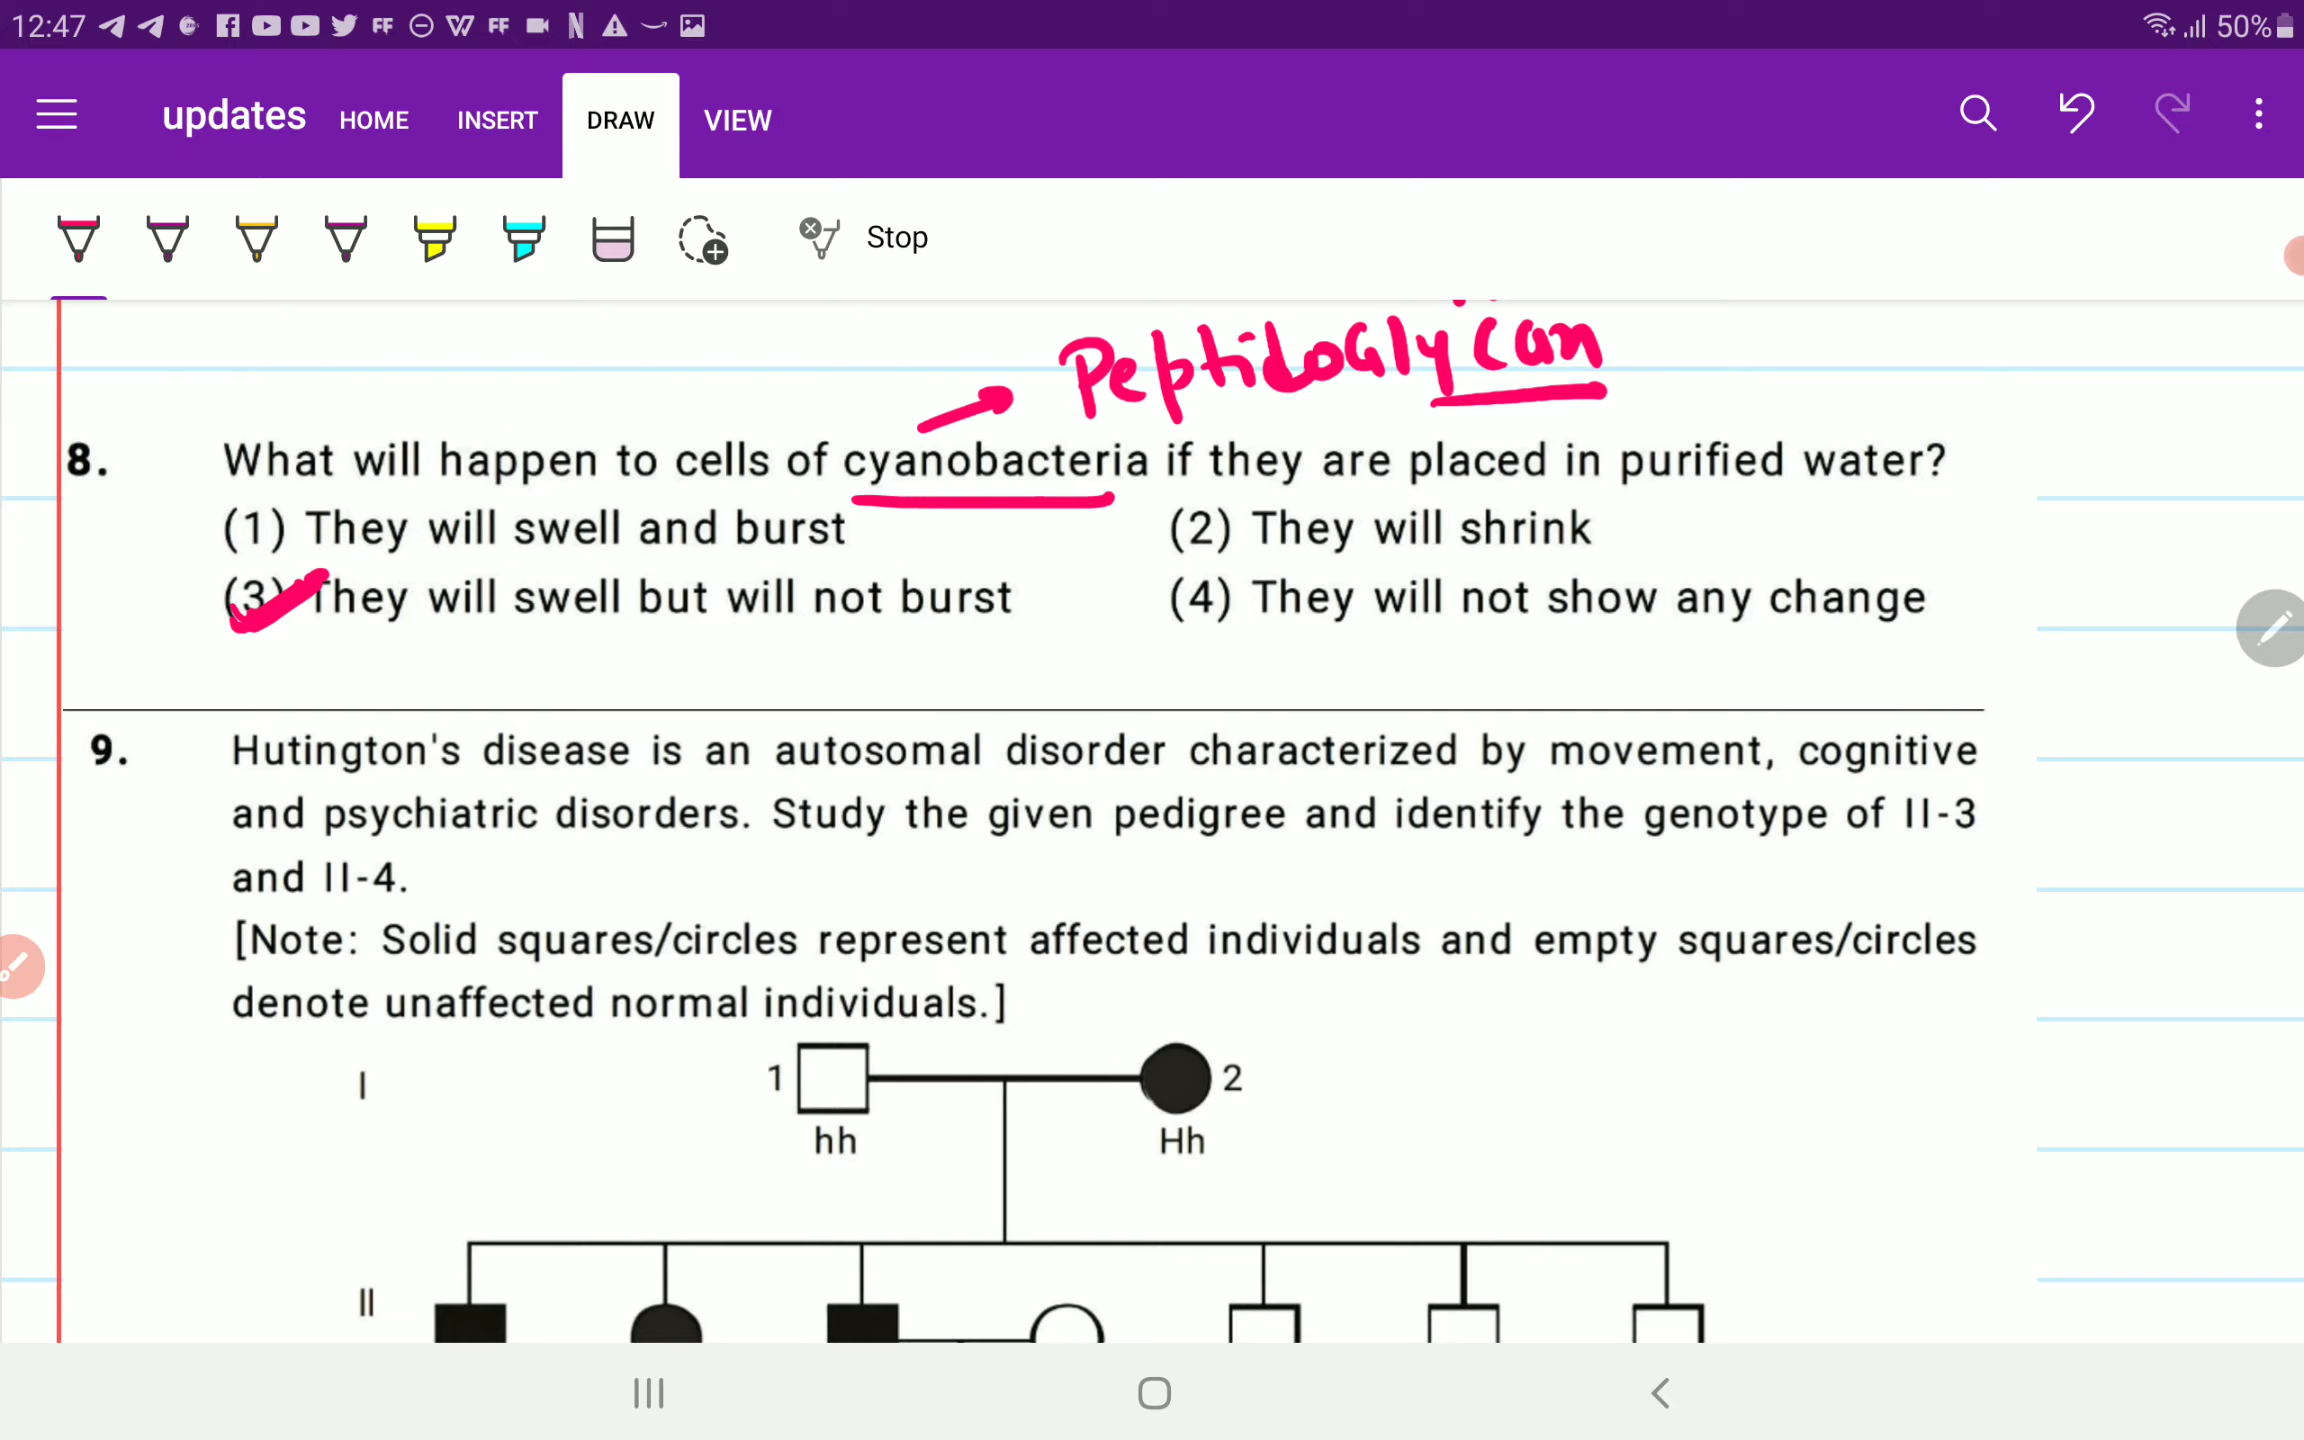 12:47 FF FF N 50%
updates HOME INSERT DRAW VIEW
Stop
PeptidoGlycan
8. What will happen to cells of cyanobacteria if they are placed in purified water?
(1) They will swell and burst (2) They will shrink
(3) They will swell but will not burst (4) They will not show any change
9. Hutington's disease is an autosomal disorder characterized by movement, cognitive
and psychiatric disorders. Study the given pedigree and identify the genotype of II-3
and II-4.
[Note: Solid squares/circles represent affected individuals and empty squares/circles
denote unaffected normal individuals.]
I 1 2
hh Hh
II